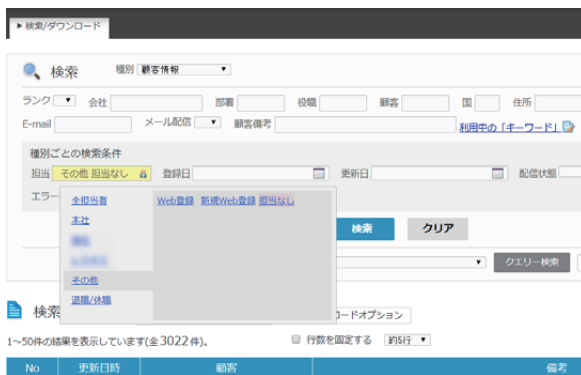 ▶検索/ダウンロード
検索 種別 顧客情報 ▼
ランク ▼ 会社 部署 役職 顧客 国 住所
E-mail メール配信 ▼ 顧客備考 利用中の「キーワード」
種別ごとの検索条件
担当 その他 担当なし 登録日 更新日 配信状態
エラー
全担当者 Web登録 新規Web登録 担当なし
本社
検索 クリア
▼ クエリー検索
その他
退職/休職
検索 ードオプション
1～50件の結果を表示しています(全3022件)。 行数を固定する 約5行 ▼
No 更新日時 顧客 備考